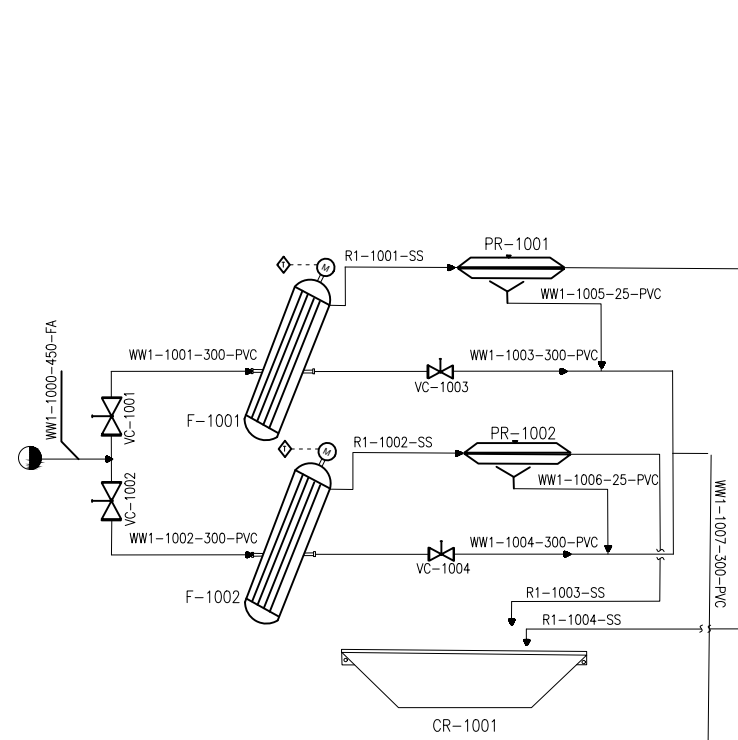 PR-1001
R1-1001-SS
T
M
WW1-1005-25-PVC
WW1-1000-450-FA
WW1-1001-300-PVC
WW1-1003-300-PVC
VC-1003
VC-1001
F-1001
PR-1002
R1-1002-SS
T
M
WW1-1006-25-PVC
VC-1002
WW1-1007-300-PVC
WW1-1002-300-PVC
WW1-1004-300-PVC
VC-1004
F-1002
R1-1003-SS
R1-1004-SS
CR-1001